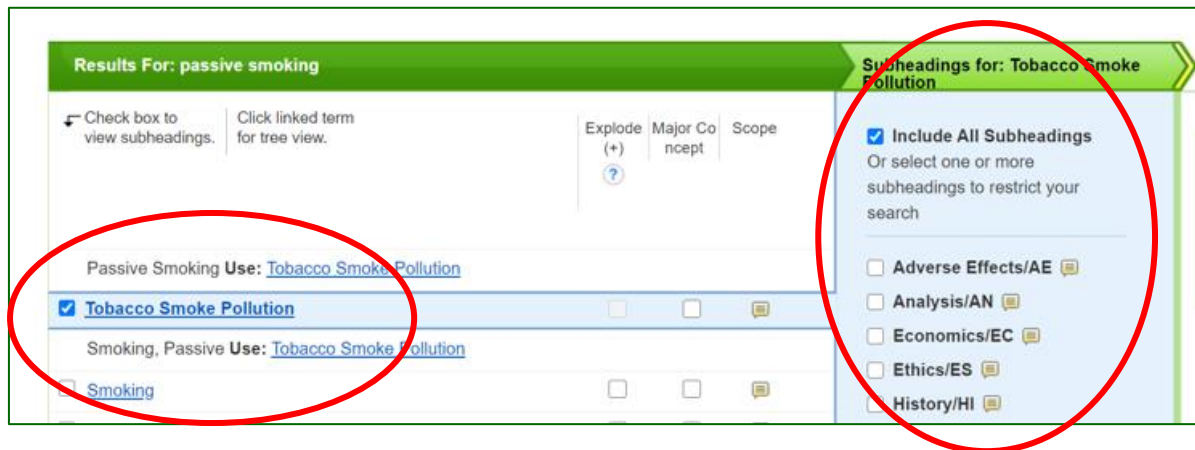 Results For: passive smoking
Check box to
view subheadings.
Click linked term
for tree view.
Explode
(+)
?
Major Co
ncept
Scope
Passive Smoking Use: Tobacco Smoke Pollution
Tobacco Smoke Pollution
Smoking, Passive Use: Tobacco Smoke Pollution
Smoking
Subheadings for: Tobacco Smoke
Pollution
Include All Subheadings
Or select one or more
subheadings to restrict your
search
Adverse Effects/AE
Analysis/AN
Economics/EC
Ethics/ES
History/HI